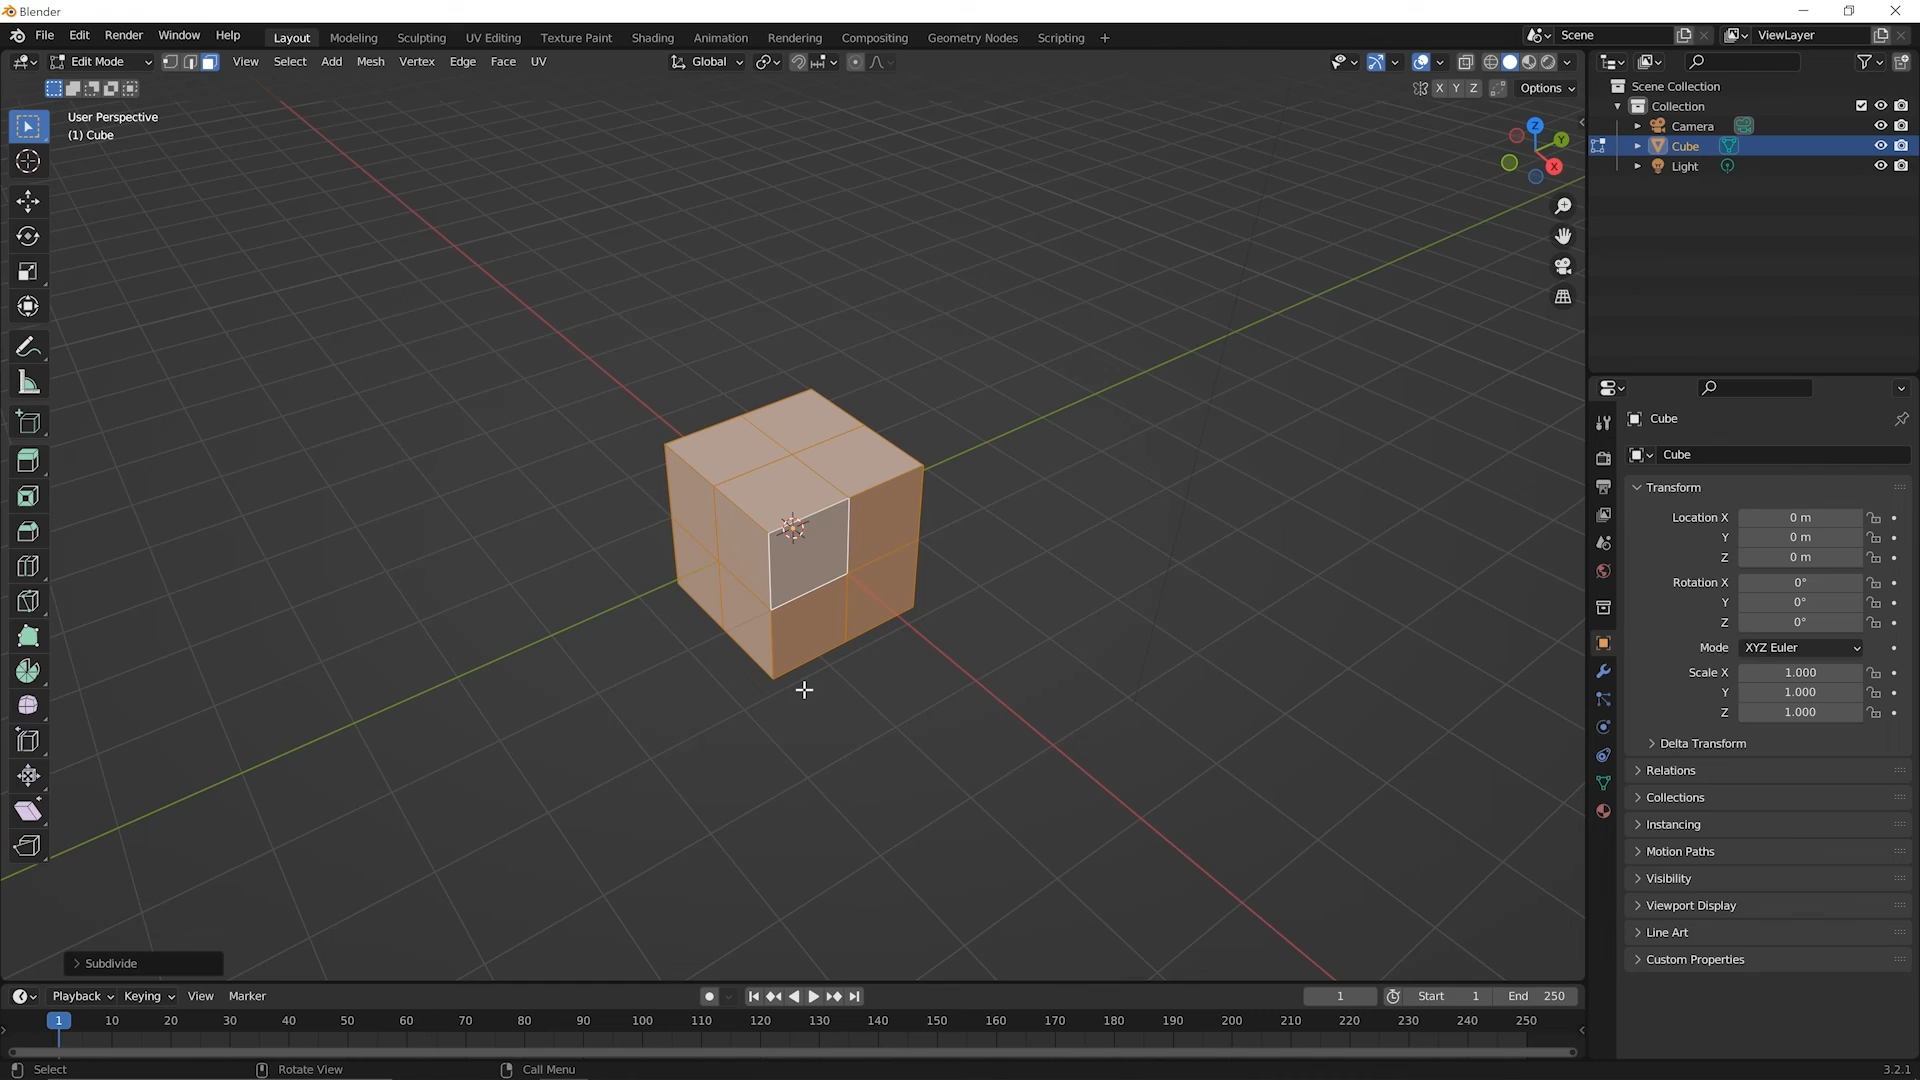 Blender
File Edit Render Window Help Layout Modeling Sculpting UV Editing Texture Paint Shading Animation Rendering Compositing Geometry Nodes Scripting + Scene ViewLayer
Edit Mode View Select Add Mesh Vertex Edge Face UV Global
X Y Z Options
User Perspective
(1) Cube
Z
Y
X
Scene Collection
Collection
Camera
Cube
Light
Cube
Cube
Transform
Location X 0 m
Y 0 m
Z 0 m
Rotation X 0°
Y 0°
Z 0°
Mode XYZ Euler
Scale X 1.000
Y 1.000
Z 1.000
Delta Transform
Relations
Collections
Instancing
Motion Paths
Visibility
Viewport Display
Line Art
Custom Properties
Subdivide
Playback Keying View Marker 1 Start 1 End 250
1 10 20 30 40 50 60 70 80 90 100 110 120 130 140 150 160 170 180 190 200 210 220 230 240 250
Select Rotate View Call Menu 3.2.1